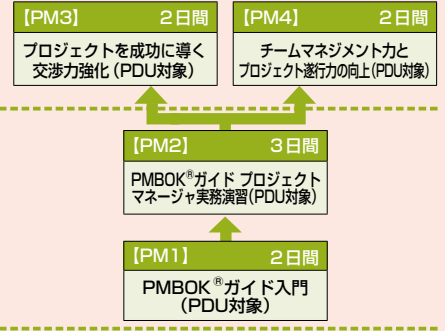 【PM3】 2日間
プロジェクトを成功に導く
交渉力強化(PDU対象)
【PM4】 2日間
チームマネジメント力と
プロジェクト遂行力の向上(PDU対象)
【PM2】 3日間
PMBOK®ガイド プロジェクト
マネージャ実務演習(PDU対象)
【PM1】 2日間
PMBOK®ガイド入門
(PDU対象)